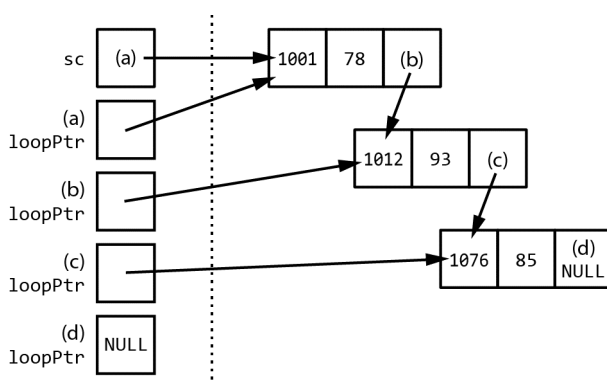 sc (a) 1001 78 (b)
(a)
loopPtr
1012 93 (c)
(b)
loopPtr
(c)
loopPtr
1076 85 (d)
NULL
(d)
loopPtr NULL